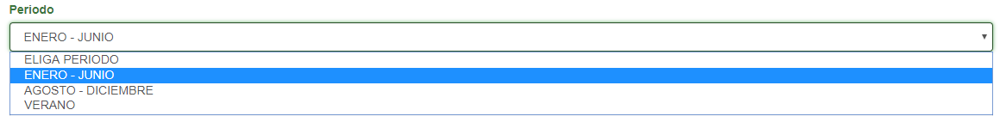 Periodo
ENERO - JUNIO
ELIGA PERIODO
ENERO - JUNIO
AGOSTO - DICIEMBRE
VERANO